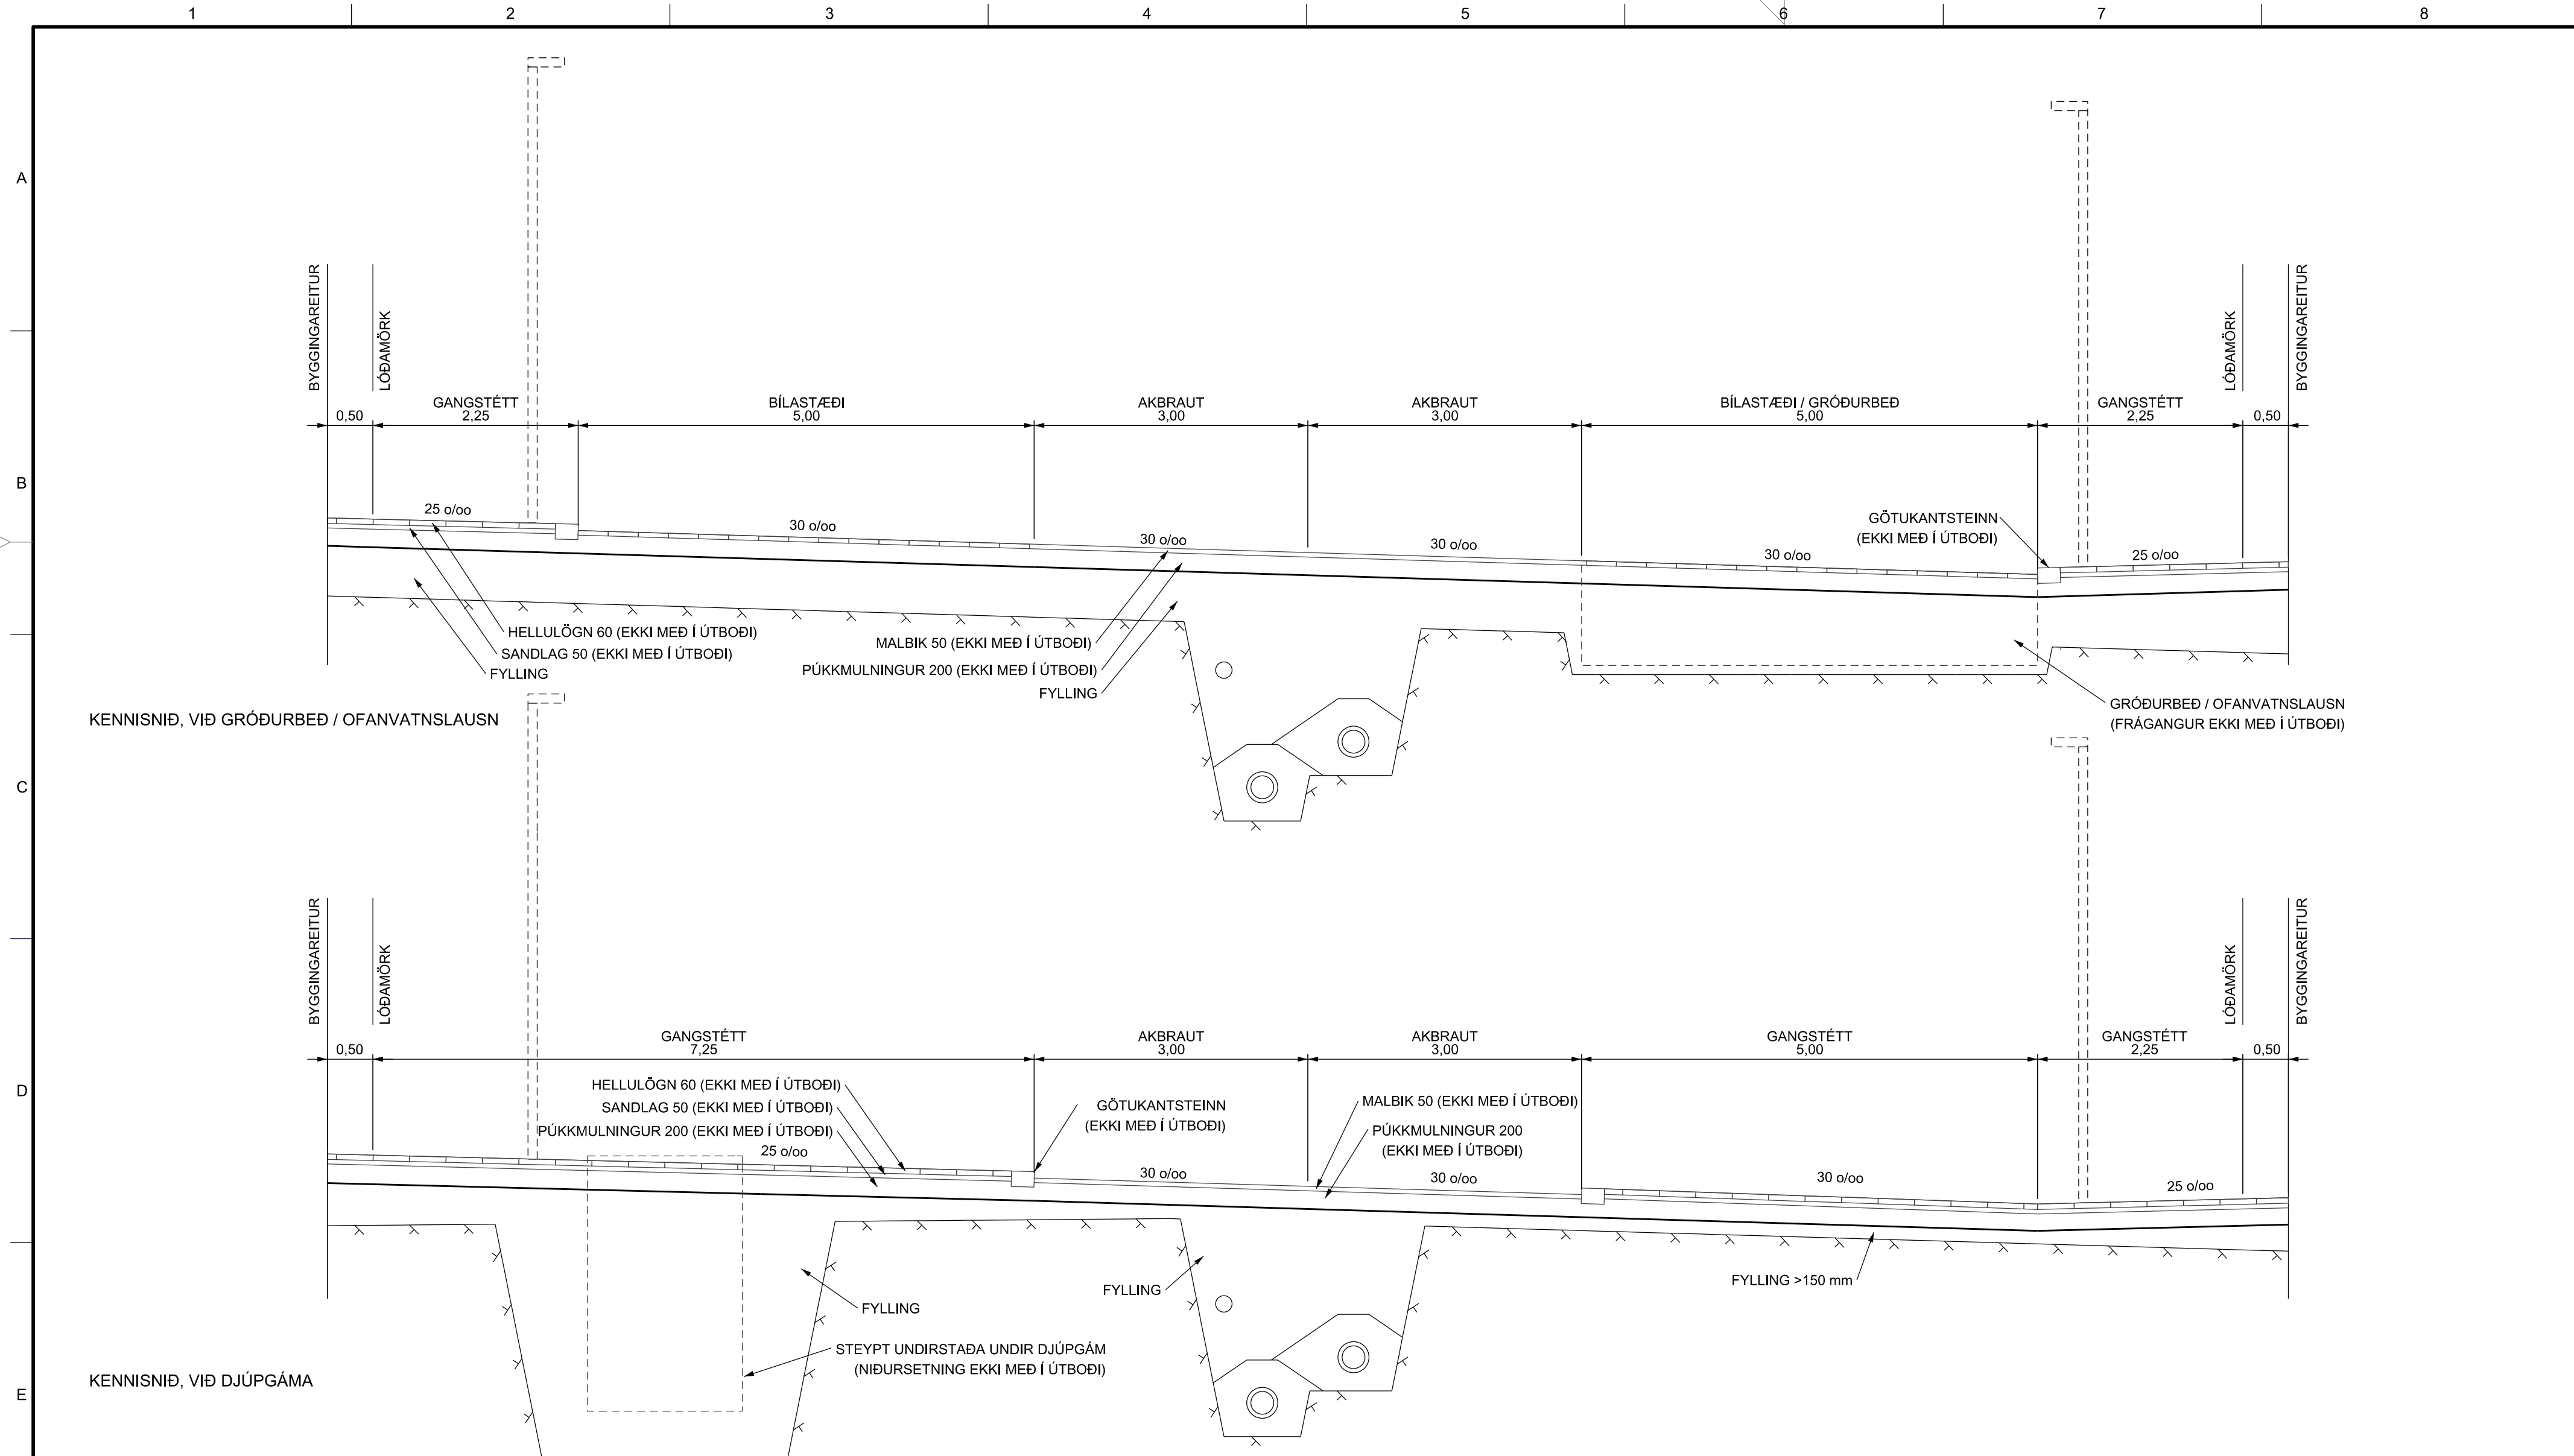 1 2 3 4 5 6 7 8
A
BYGGINGAREITUR
LÓÐAMÖRK
LÓÐAMÖRK
BYGGINGAREITUR
GANGSTÉTT BÍLASTÆÐI AKBRAUT AKBRAUT BÍLASTÆÐI / GRÓÐURBEÐ GANGSTÉTT
0,50 2,25 5,00 3,00 3,00 5,00 2,25 0,50
B
25 o/oo
30 o/oo
30 o/oo
30 o/oo
30 o/oo
GÖTUKANTSTEINN
(EKKI MEÐ Í ÚTBOÐI)
25 o/oo
HELLULÖGN 60 (EKKI MEÐ Í ÚTBOÐI)
SANDLAG 50 (EKKI MEÐ Í ÚTBOÐI)
FYLLING
MALBIK 50 (EKKI MEÐ Í ÚTBOÐI)
PÚKKMULNINGUR 200 (EKKI MEÐ Í ÚTBOÐI)
FYLLING
GRÓÐURBEÐ / OFANVATNSLAUSN
(FRÁGANGUR EKKI MEÐ Í ÚTBOÐI)
KENNISNIÐ, VIÐ GRÓÐURBEÐ / OFANVATNSLAUSN
C
BYGGINGAREITUR
LÓÐAMÖRK
LÓÐAMÖRK
BYGGINGAREITUR
GANGSTÉTT AKBRAUT AKBRAUT GANGSTÉTT GANGSTÉTT
0,50 7,25 3,00 3,00 5,00 2,25 0,50
D
HELLULÖGN 60 (EKKI MEÐ Í ÚTBOÐI)
SANDLAG 50 (EKKI MEÐ Í ÚTBOÐI)
PÚKKMULNINGUR 200 (EKKI MEÐ Í ÚTBOÐI)
GÖTUKANTSTEINN
(EKKI MEÐ Í ÚTBOÐI)
MALBIK 50 (EKKI MEÐ Í ÚTBOÐI)
PÚKKMULNINGUR 200
(EKKI MEÐ Í ÚTBOÐI)
25 o/oo
30 o/oo
30 o/oo
30 o/oo
25 o/oo
FYLLING
FYLLING
FYLLING >150 mm
STEYPT UNDIRSTAÐA UNDIR DJÚPGÁM
(NIÐURSETNING EKKI MEÐ Í ÚTBOÐI)
KENNISNIÐ, VIÐ DJÚPGÁMA
E